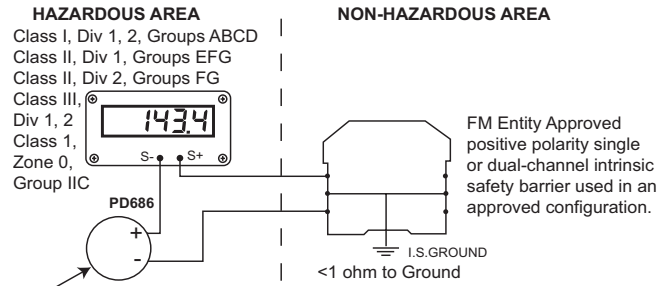 HAZARDOUS AREA
NON-HAZARDOUS AREA
Class I, Div 1, 2, Groups ABCD
Class II, Div 1, Groups EFG
Class II, Div 2, Groups FG
Class III,
Div 1, 2
Class 1,
Zone 0,
Group IIC
143.4
S- S+
PD686
+
-
FM Entity Approved
positive polarity single
or dual-channel intrinsic
safety barrier used in an
approved configuration.
I.S.GROUND
<1 ohm to Ground